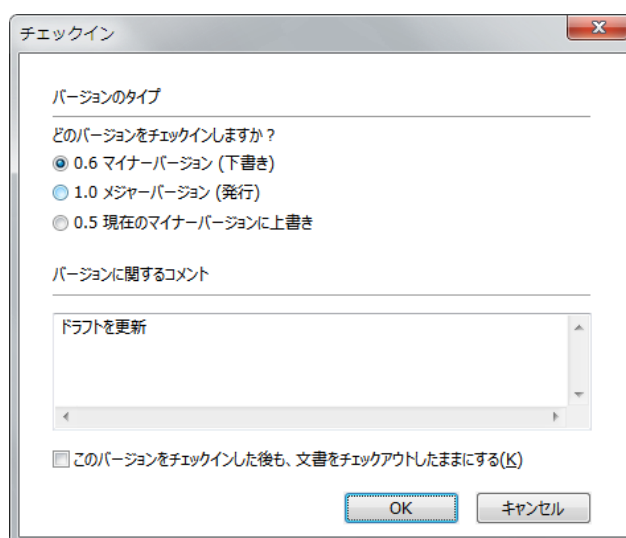 チェックイン
バージョンのタイプ
どのバージョンをチェックインしますか？
0.6 マイナーバージョン (下書き)
1.0 メジャーバージョン (発行)
0.5 現在のマイナーバージョンに上書き
バージョンに関するコメント
ドラフトを更新
このバージョンをチェックインした後も、文書をチェックアウトしたままにする(K)
OK キャンセル